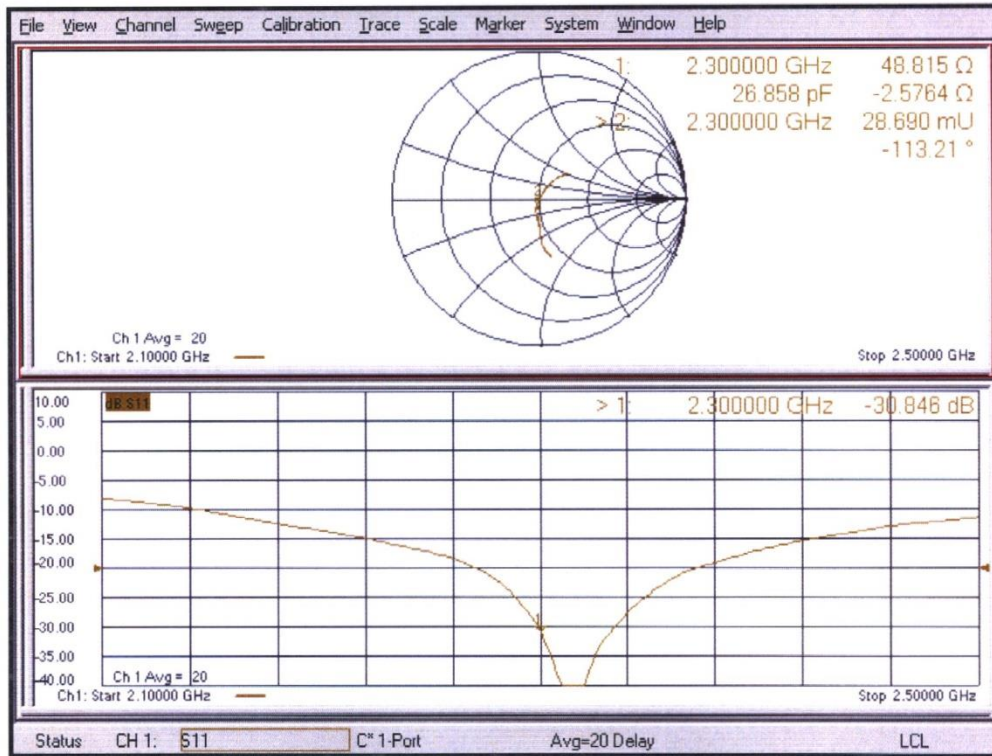 File View Channel Sweep Calibration Trace Scale Marker System Window Help
1: 2.300000 GHz 48.815 Ω
26.858 pF -2.5764 Ω
> 2: 2.300000 GHz 28.690 mU
-113.21 °
Ch 1 Avg = 20
Ch1: Start 2.10000 GHz Stop 2.50000 GHz
10.00 dB S11 > 1: 2.300000 GHz -30.846 dB
5.00
0.00
-5.00
-10.00
-15.00
-20.00
-25.00
-30.00 1
-35.00
-40.00 Ch 1 Avg = 20
Ch1: Start 2.10000 GHz Stop 2.50000 GHz
Status CH 1: S11 C* 1-Port Avg=20 Delay LCL